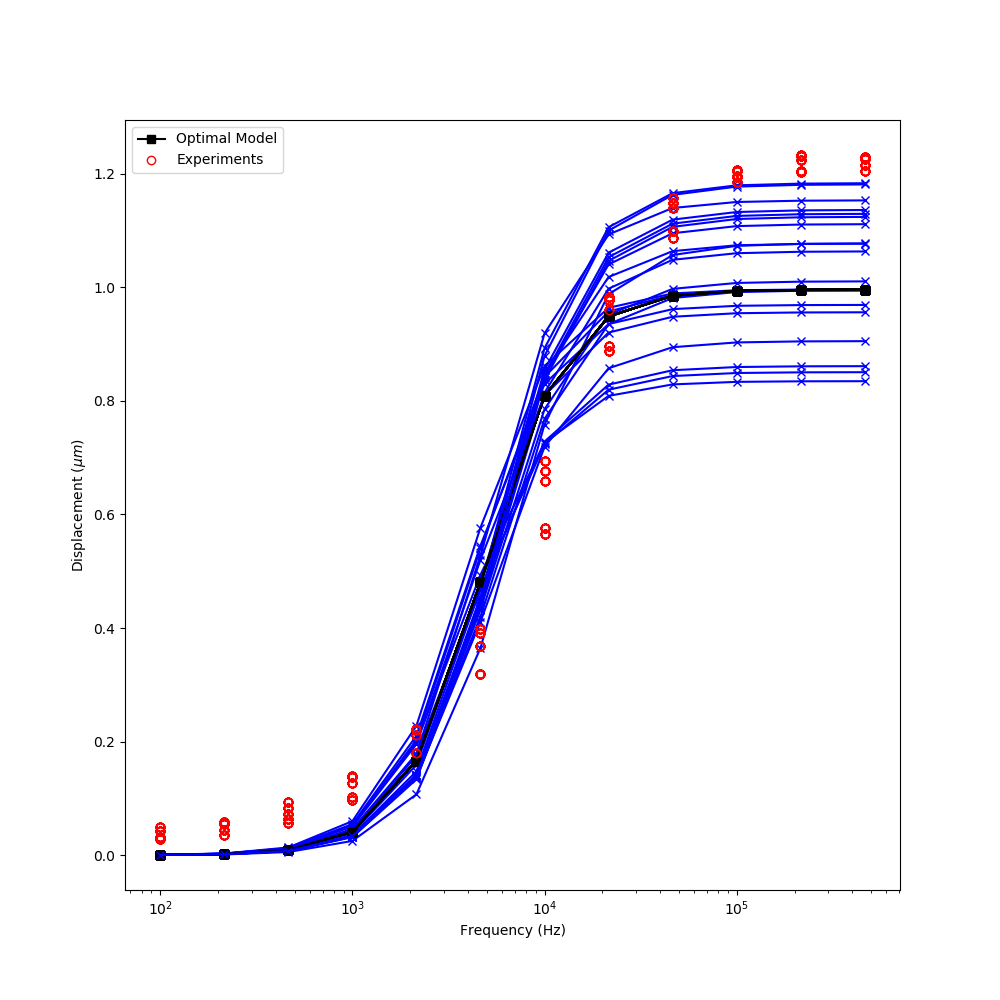 Optimal Model
Experiments
1.2
1.0
0.8
0.6
0.4
0.2
0.0
Displacement (μm)
10²
10³
10⁴
10⁵
Frequency (Hz)